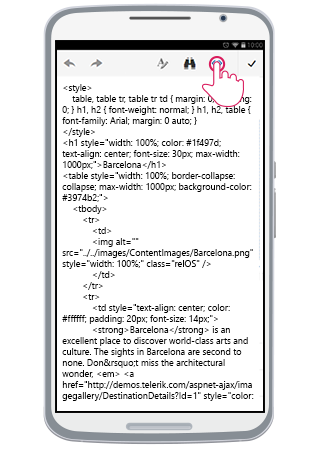 10:00
<style>
table, table tr, table tr td { margin: 0;
0; } h1, h2 { font-weight: normal; } h1, h2, table {
font-family: Arial; margin: 0 auto; }
</style>
<h1 style="width: 100%; color: #1f497d;
text-align: center; font-size: 30px; max-width:
1000px;">Barcelona</h1>
<table style="width: 100%; border-collapse:
collapse; max-width: 1000px; background-color:
#3974b2;">
<tbody>
<tr>
<td>
<img alt=""
src="../../images/ContentImages/Barcelona.png"
style="width: 100%;" class="reIOS" />
</td>
</tr>
<tr>
<td style="text-align: center; color:
#ffffff; padding: 20px; font-size: 14px;">
<strong>Barcelona</strong> is an
excellent place to discover world-class arts and
culture. The sights in Barcelona are second to
none. Don&rsquo;t miss the architectural
wonder, <em> <a
href="http://demos.telerik.com/aspnet-ajax/ima
gegallery/DestinationDetails?Id=1" style="color: